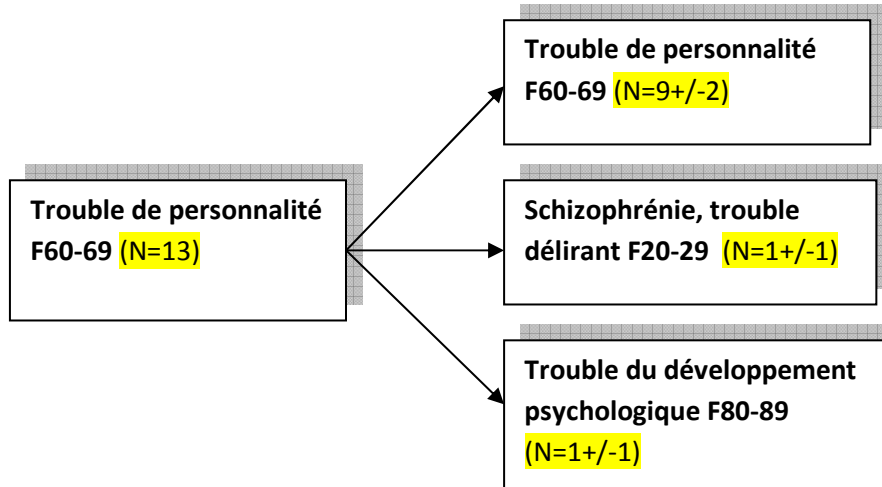 Trouble de personnalité
F60-69 (N=9+/-2)
Trouble de personnalité
F60-69 (N=13)
Schizophrénie, trouble
délirant F20-29 (N=1+/-1)
Trouble du développement
psychologique F80-89
(N=1+/-1)